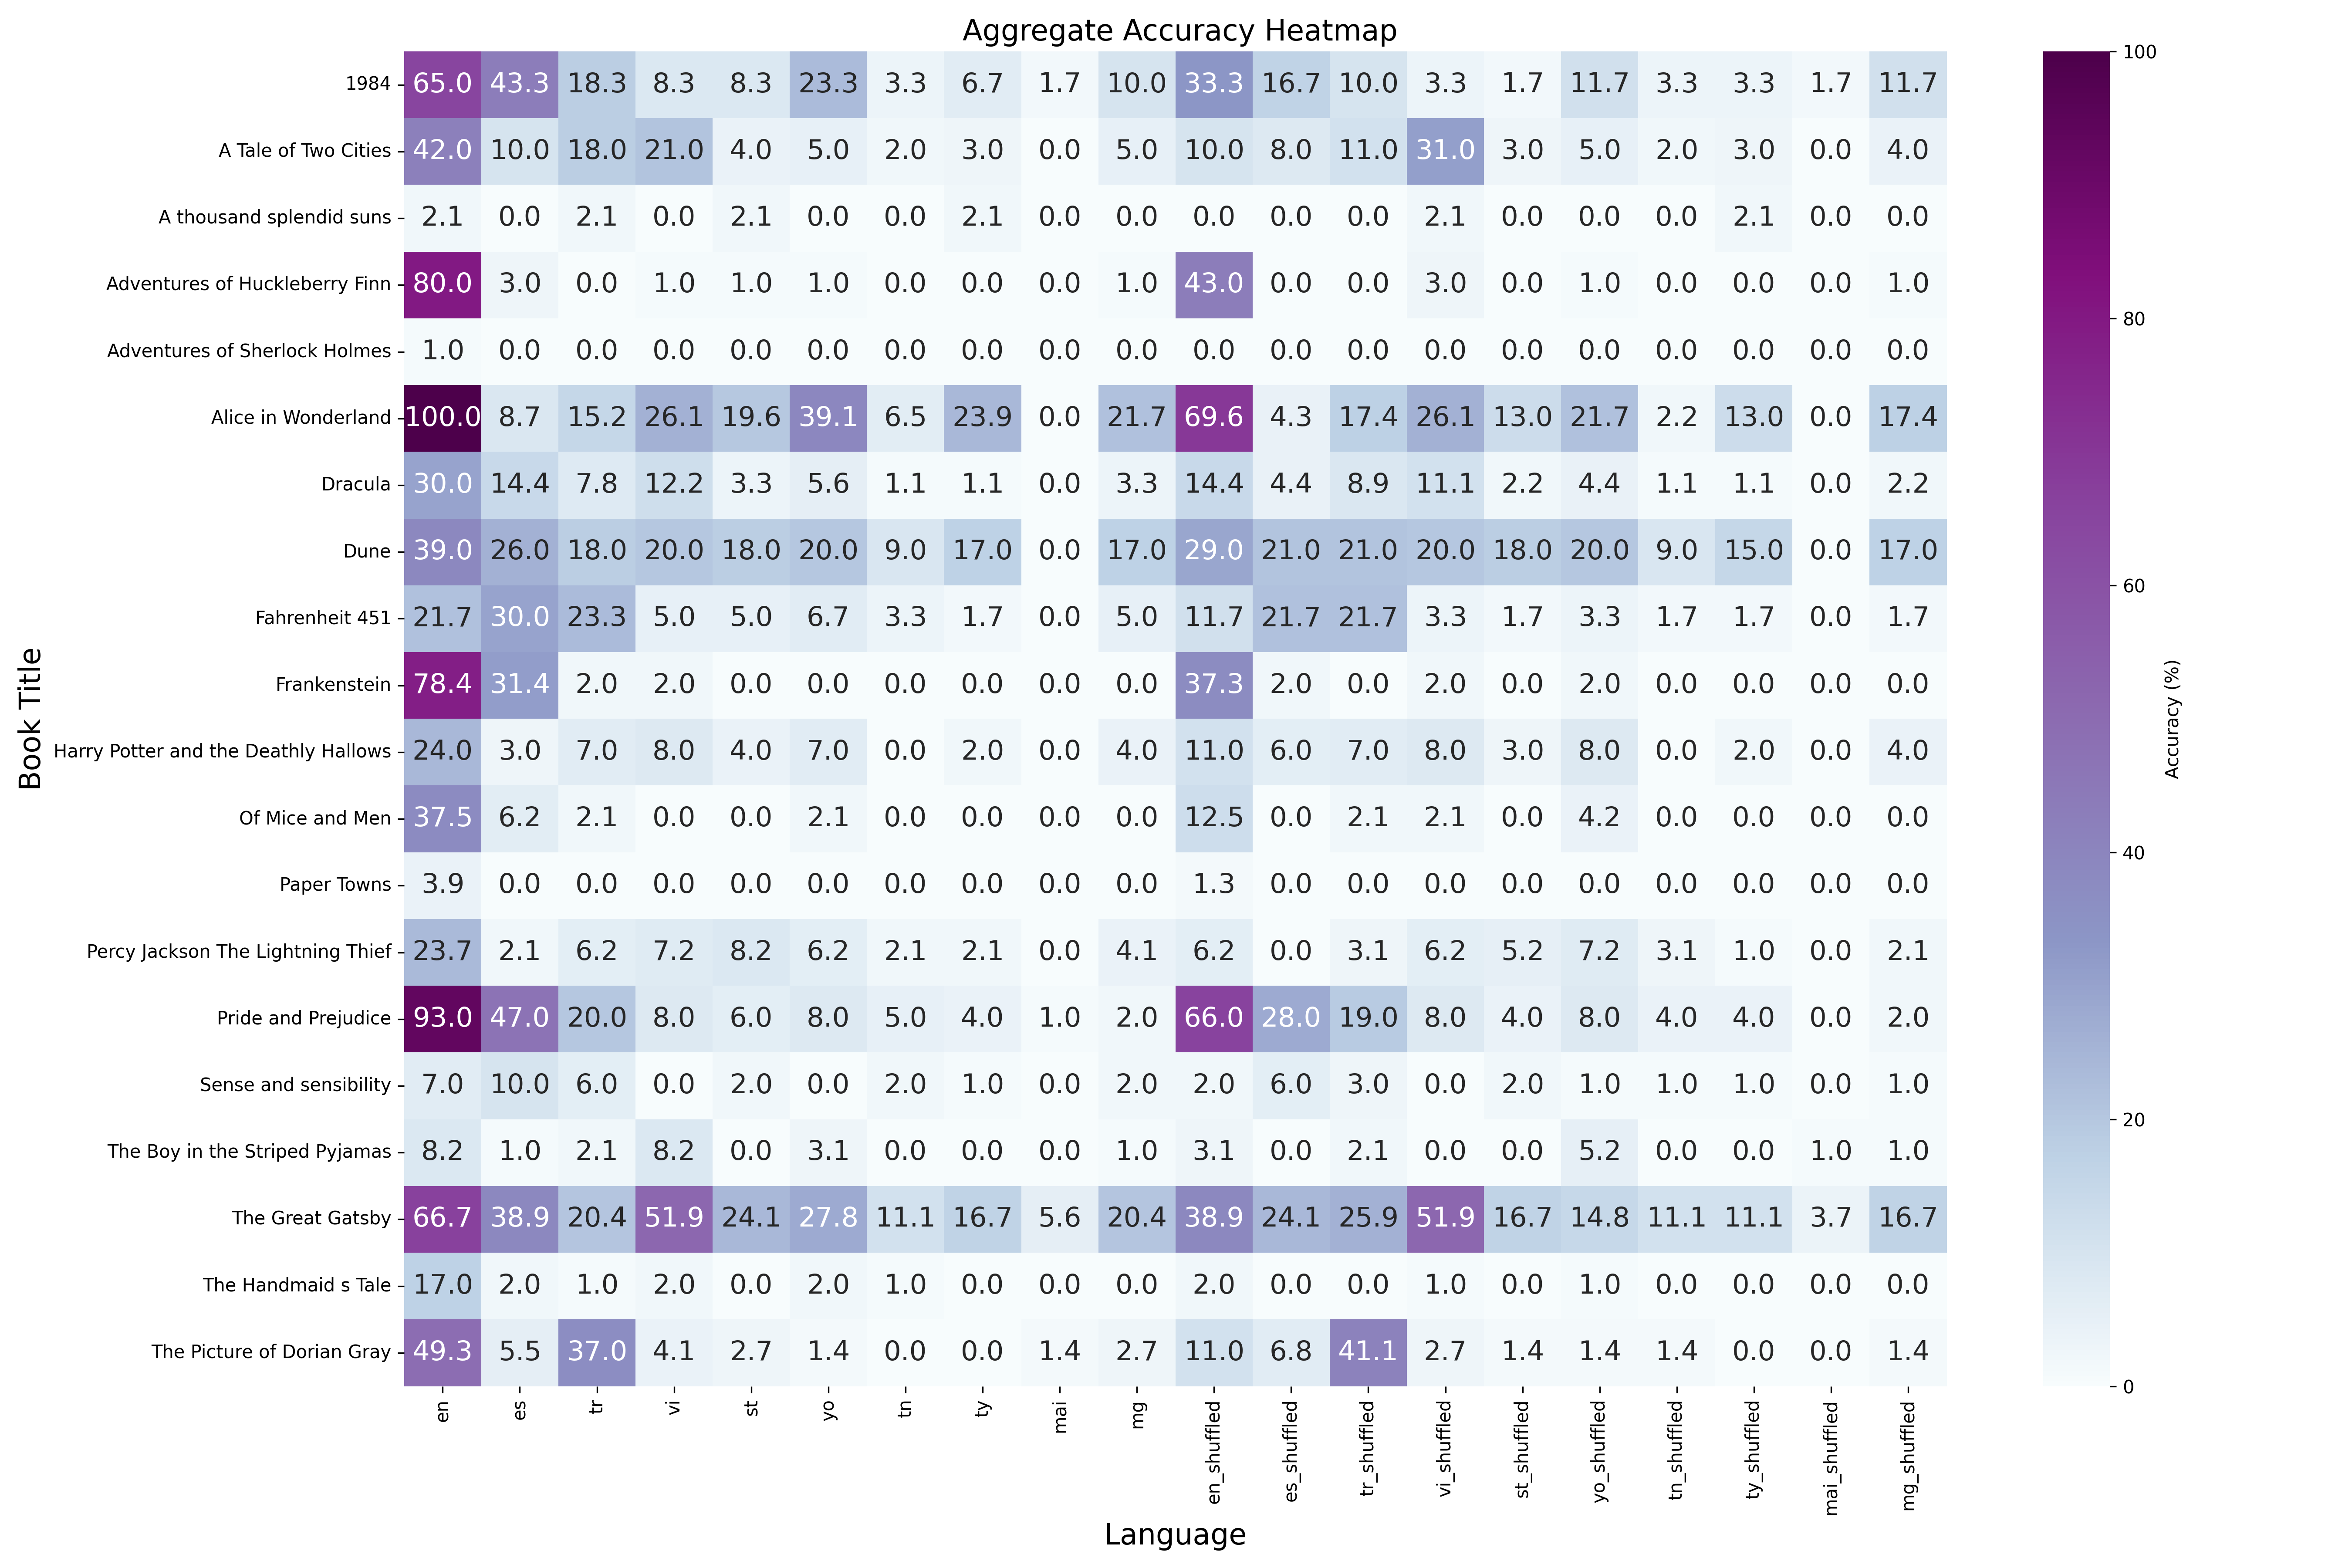 Aggregate Accuracy Heatmap
Book Title
1984 65.0 43.3 18.3 8.3 8.3 23.3 3.3 6.7 1.7 10.0 33.3 16.7 10.0 3.3 1.7 11.7 3.3 3.3 1.7 11.7
A Tale of Two Cities 42.0 10.0 18.0 21.0 4.0 5.0 2.0 3.0 0.0 5.0 10.0 8.0 11.0 31.0 3.0 5.0 2.0 3.0 0.0 4.0
A thousand splendid suns 2.1 0.0 2.1 0.0 2.1 0.0 0.0 2.1 0.0 0.0 0.0 0.0 0.0 2.1 0.0 0.0 0.0 2.1 0.0 0.0
Adventures of Huckleberry Finn 80.0 3.0 0.0 1.0 1.0 1.0 0.0 0.0 0.0 1.0 43.0 0.0 0.0 3.0 0.0 1.0 0.0 0.0 0.0 1.0
Adventures of Sherlock Holmes 1.0 0.0 0.0 0.0 0.0 0.0 0.0 0.0 0.0 0.0 0.0 0.0 0.0 0.0 0.0 0.0 0.0 0.0 0.0 0.0
Alice in Wonderland 100.0 8.7 15.2 26.1 19.6 39.1 6.5 23.9 0.0 21.7 69.6 4.3 17.4 26.1 13.0 21.7 2.2 13.0 0.0 17.4
Dracula 30.0 14.4 7.8 12.2 3.3 5.6 1.1 1.1 0.0 3.3 14.4 4.4 8.9 11.1 2.2 4.4 1.1 1.1 0.0 2.2
Dune 39.0 26.0 18.0 20.0 18.0 20.0 9.0 17.0 0.0 17.0 29.0 21.0 21.0 20.0 18.0 20.0 9.0 15.0 0.0 17.0
Fahrenheit 451 21.7 30.0 23.3 5.0 5.0 6.7 3.3 1.7 0.0 5.0 11.7 21.7 21.7 3.3 1.7 3.3 1.7 1.7 0.0 1.7
Frankenstein 78.4 31.4 2.0 2.0 0.0 0.0 0.0 0.0 0.0 0.0 37.3 2.0 0.0 2.0 0.0 2.0 0.0 0.0 0.0 0.0
Harry Potter and the Deathly Hallows 24.0 3.0 7.0 8.0 4.0 7.0 0.0 2.0 0.0 4.0 11.0 6.0 7.0 8.0 3.0 8.0 0.0 2.0 0.0 4.0
Of Mice and Men 37.5 6.2 2.1 0.0 0.0 2.1 0.0 0.0 0.0 0.0 12.5 0.0 2.1 2.1 0.0 4.2 0.0 0.0 0.0 0.0
Paper Towns 3.9 0.0 0.0 0.0 0.0 0.0 0.0 0.0 0.0 0.0 1.3 0.0 0.0 0.0 0.0 0.0 0.0 0.0 0.0 0.0
Percy Jackson The Lightning Thief 23.7 2.1 6.2 7.2 8.2 6.2 2.1 2.1 0.0 4.1 6.2 0.0 3.1 6.2 5.2 7.2 3.1 1.0 0.0 2.1
Pride and Prejudice 93.0 47.0 20.0 8.0 6.0 8.0 5.0 4.0 1.0 2.0 66.0 28.0 19.0 8.0 4.0 8.0 4.0 4.0 0.0 2.0
Sense and sensibility 7.0 10.0 6.0 0.0 2.0 0.0 2.0 1.0 0.0 2.0 2.0 6.0 3.0 0.0 2.0 1.0 1.0 1.0 0.0 1.0
The Boy in the Striped Pyjamas 8.2 1.0 2.1 8.2 0.0 3.1 0.0 0.0 0.0 1.0 3.1 0.0 2.1 0.0 0.0 5.2 0.0 0.0 1.0 1.0
The Great Gatsby 66.7 38.9 20.4 51.9 24.1 27.8 11.1 16.7 5.6 20.4 38.9 24.1 25.9 51.9 16.7 14.8 11.1 11.1 3.7 16.7
The Handmaid s Tale 17.0 2.0 1.0 2.0 0.0 2.0 1.0 0.0 0.0 0.0 2.0 0.0 0.0 1.0 0.0 1.0 0.0 0.0 0.0 0.0
The Picture of Dorian Gray 49.3 5.5 37.0 4.1 2.7 1.4 0.0 0.0 1.4 2.7 11.0 6.8 41.1 2.7 1.4 1.4 1.4 0.0 0.0 1.4
en es tr vi st yo tn ty mai mg en_shuffled es_shuffled tr_shuffled vi_shuffled st_shuffled yo_shuffled tn_shuffled ty_shuffled mai_shuffled mg_shuffled
Language
100
80
60
40
20
0
Accuracy (%)